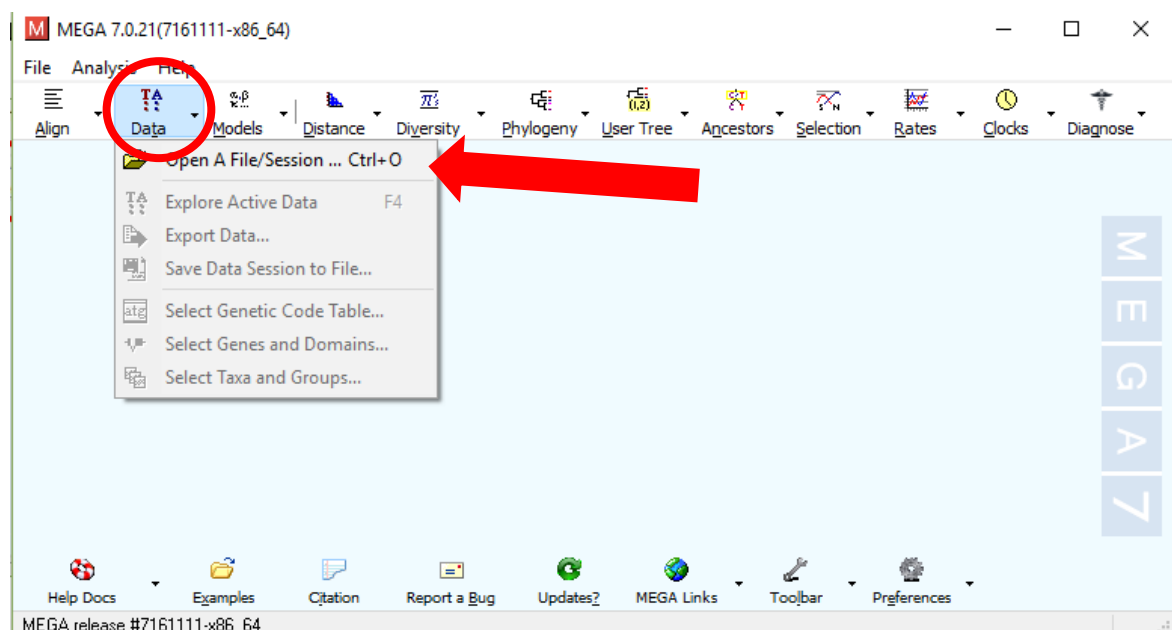 M MEGA 7.0.21(7161111-x86_64)
File Analysis Help
Align Data Models Distance Diversity Phylogeny User Tree Ancestors Selection Rates Clocks Diagnose
Open A File/Session ... Ctrl+O
Explore Active Data F4
Export Data...
Save Data Session to File...
Select Genetic Code Table...
Select Genes and Domains...
Select Taxa and Groups...
MEGA7
Help Docs Examples Citation Report a Bug Updates? MEGA Links Toolbar Preferences
MEGA release #7161111-x86_64